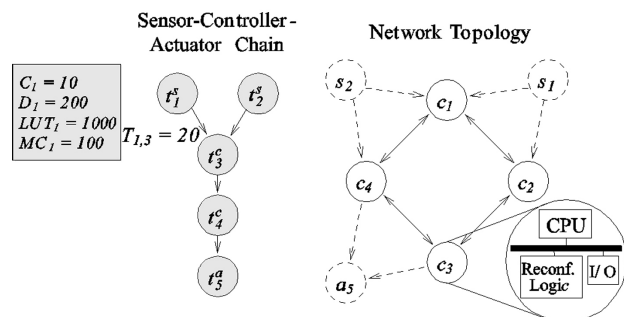 Sensor-Controller-
Actuator Chain
Network Topology
C₁ = 10
D₁ = 200
LUT₁ = 1000
MC₁ = 100
t₁ˢ
t₂ˢ
T₁,₃ = 20
t₃ᶜ
t₄ᶜ
t₅ᵃ
s₂
s₁
c₁
c₄
c₂
c₃
a₅
CPU
Reconf.
Logic
I/O